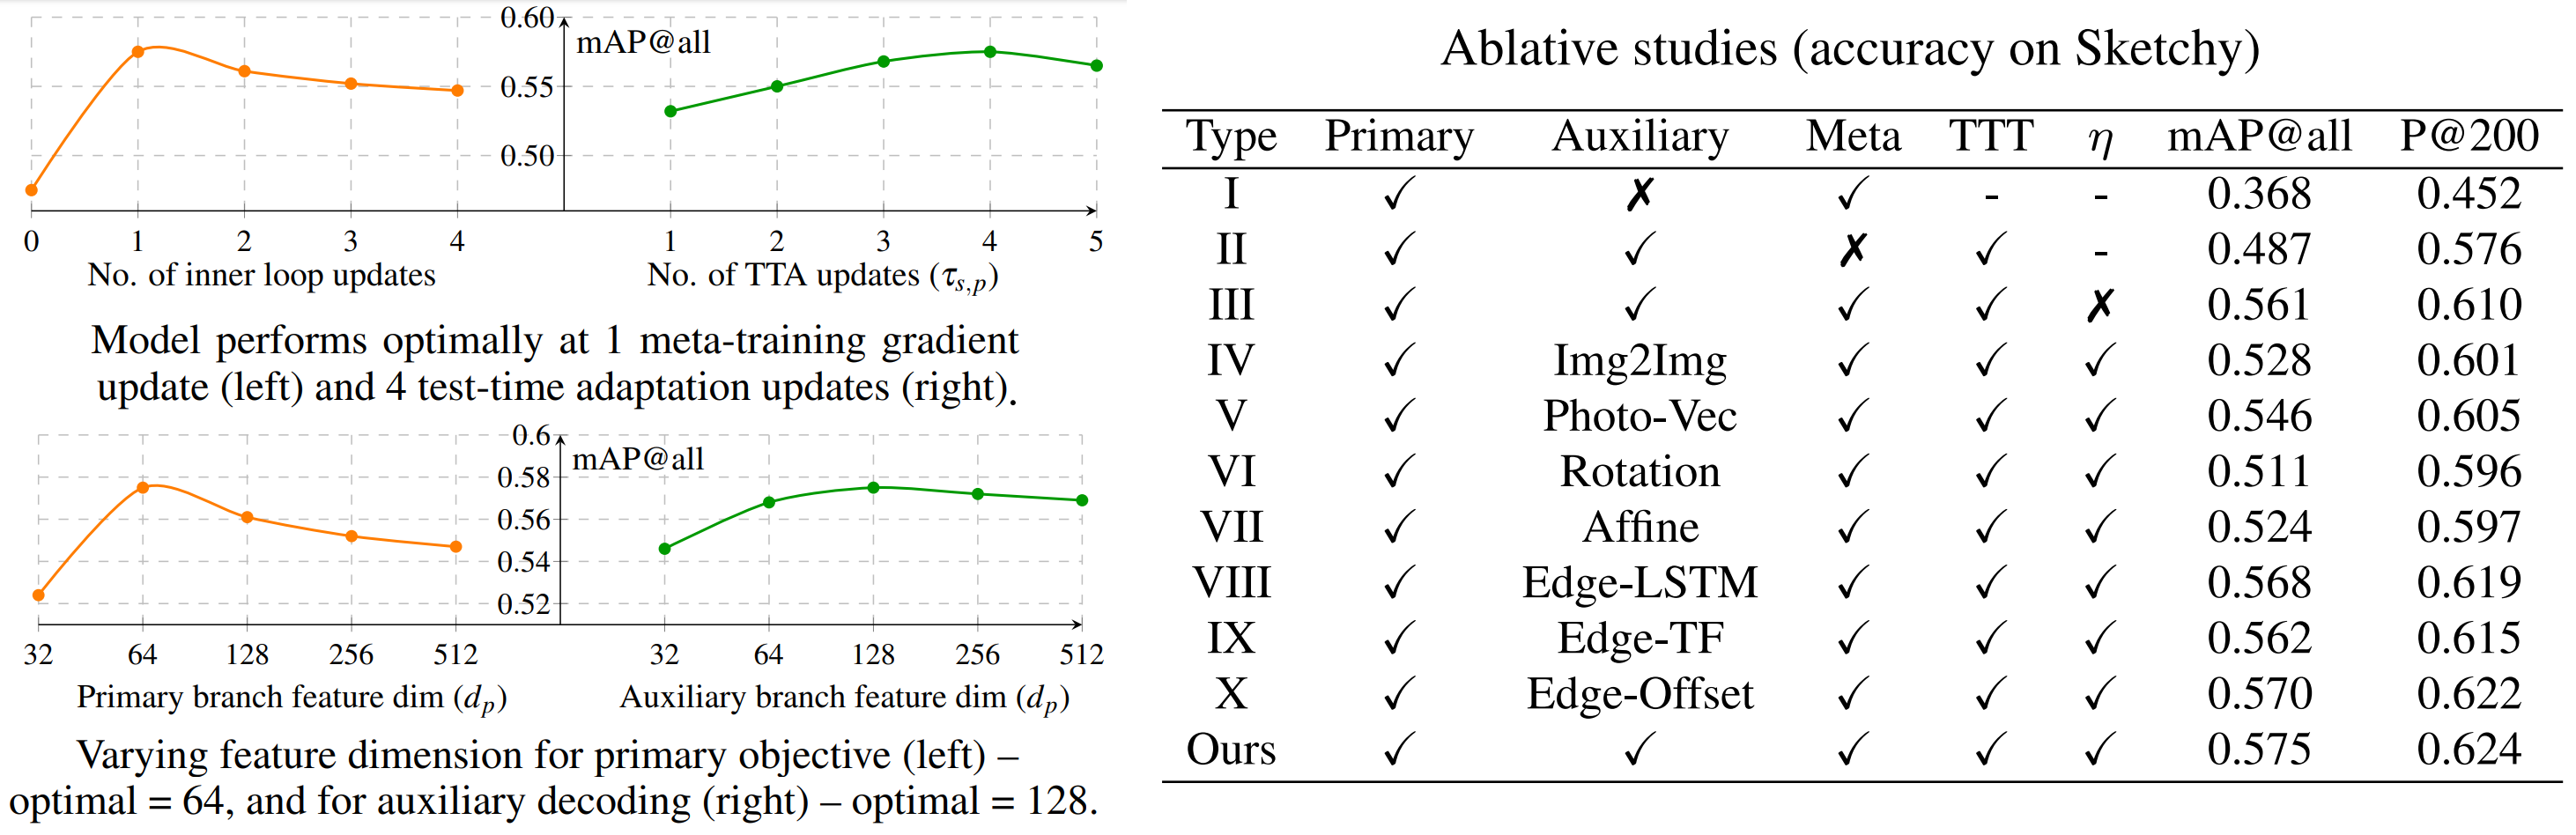 0.60
mAP@all
0.55
0.50
0 1 2 3 4 1 2 3 4 5
No. of inner loop updates No. of TTA updates (τs,p)
Model performs optimally at 1 meta-training gradient
update (left) and 4 test-time adaptation updates (right).
0.6
mAP@all
0.58
0.56
0.54
0.52
32 64 128 256 512 32 64 128 256 512
Primary branch feature dim (dp) Auxiliary branch feature dim (dp)
Varying feature dimension for primary objective (left) –
optimal = 64, and for auxiliary decoding (right) – optimal = 128.
Ablative studies (accuracy on Sketchy)
Type Primary Auxiliary Meta TTT η mAP@all P@200
I ✓ ✗ ✓ - - 0.368 0.452
II ✓ ✓ ✗ ✓ - 0.487 0.576
III ✓ ✓ ✓ ✓ ✗ 0.561 0.610
IV ✓ Img2Img ✓ ✓ ✓ 0.528 0.601
V ✓ Photo-Vec ✓ ✓ ✓ 0.546 0.605
VI ✓ Rotation ✓ ✓ ✓ 0.511 0.596
VII ✓ Affine ✓ ✓ ✓ 0.524 0.597
VIII ✓ Edge-LSTM ✓ ✓ ✓ 0.568 0.619
IX ✓ Edge-TF ✓ ✓ ✓ 0.562 0.615
X ✓ Edge-Offset ✓ ✓ ✓ 0.570 0.622
Ours ✓ ✓ ✓ ✓ ✓ 0.575 0.624